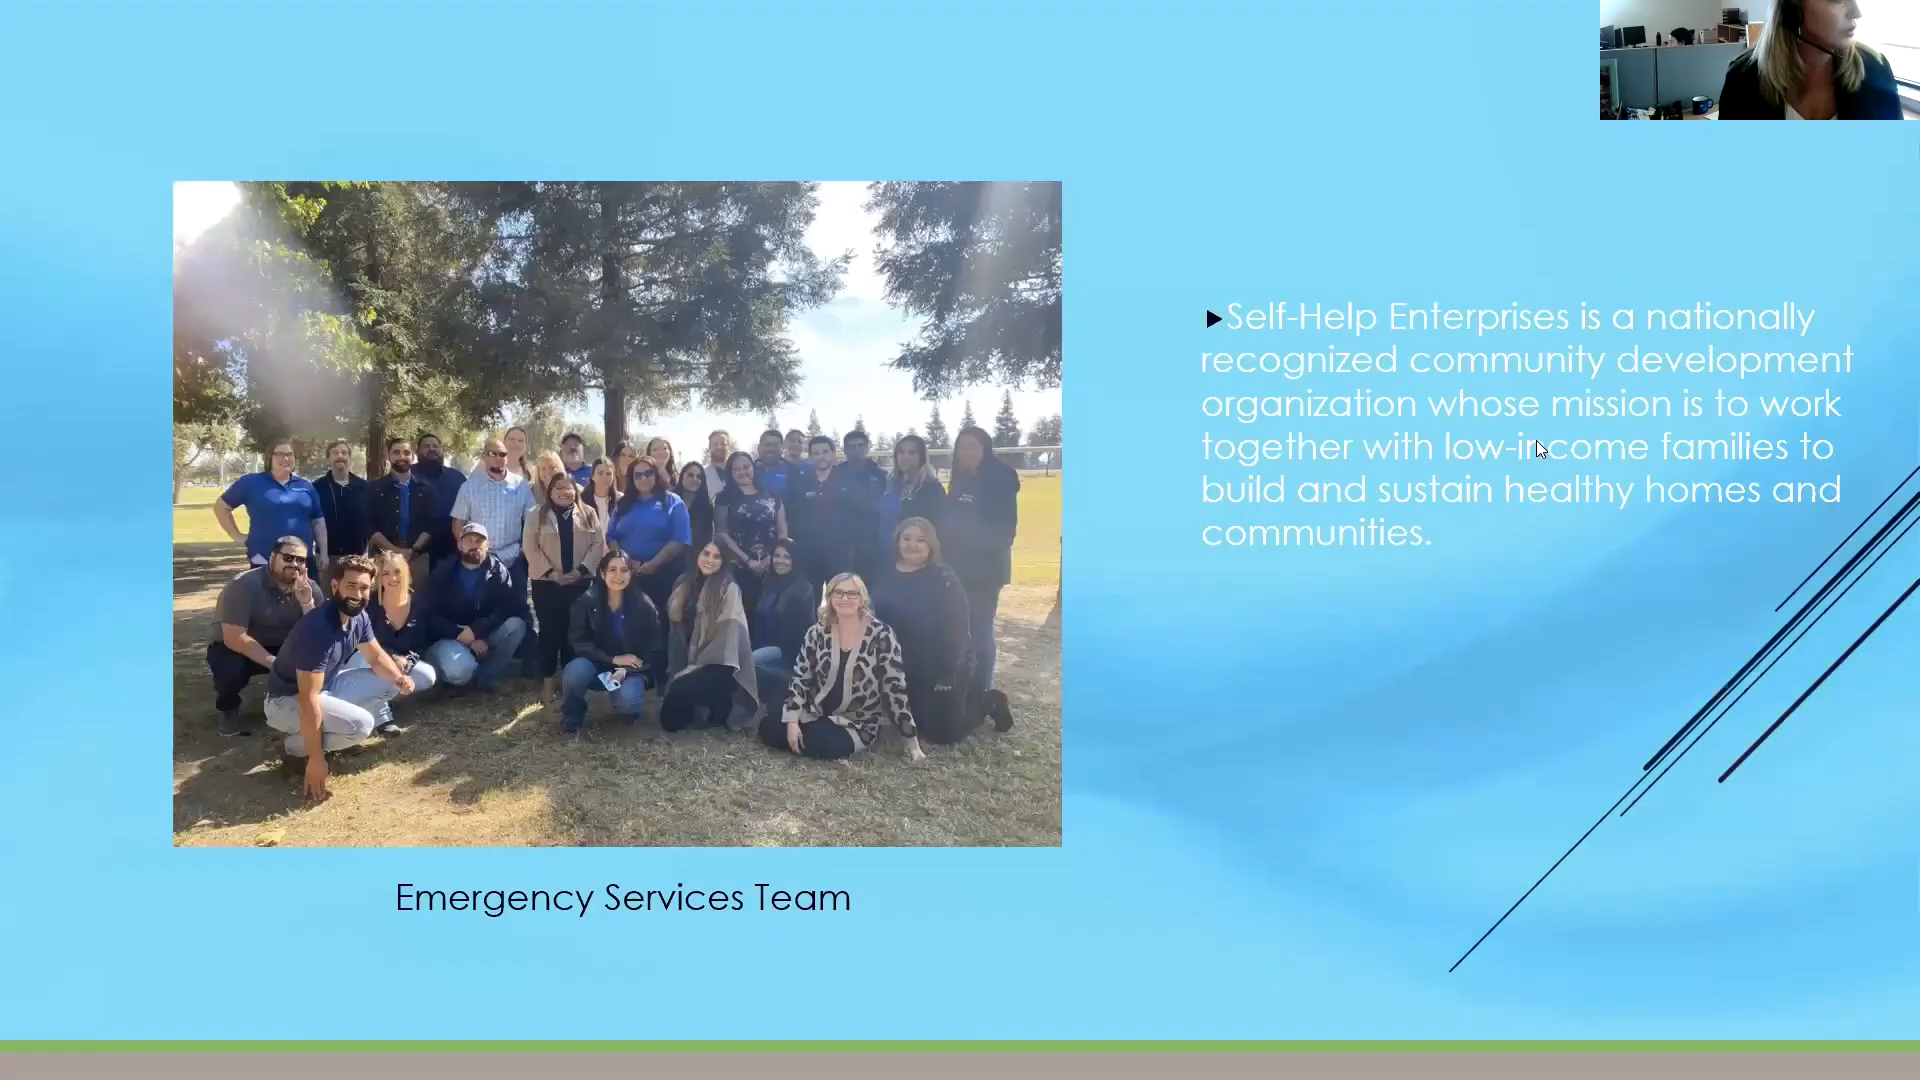 ►Self-Help Enterprises is a nationally
recognized community development
organization whose mission is to work
together with low-income families to
build and sustain healthy homes and
communities.
Emergency Services Team